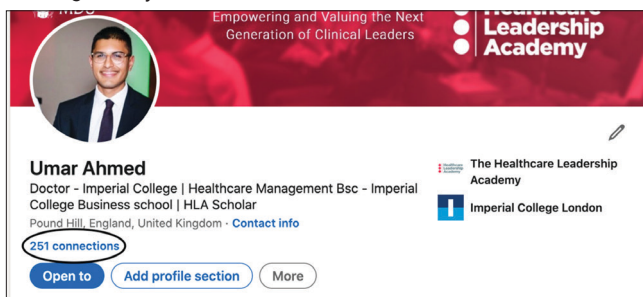 Empowering and Valuing the Next
Generation of Clinical Leaders
Leadership
Academy
Umar Ahmed
Doctor - Imperial College | Healthcare Management Bsc - Imperial
College Business school | HLA Scholar
Pound Hill, England, United Kingdom · Contact info
251 connections
Open to
Add profile section
More
The Healthcare Leadership
Academy
Imperial College London